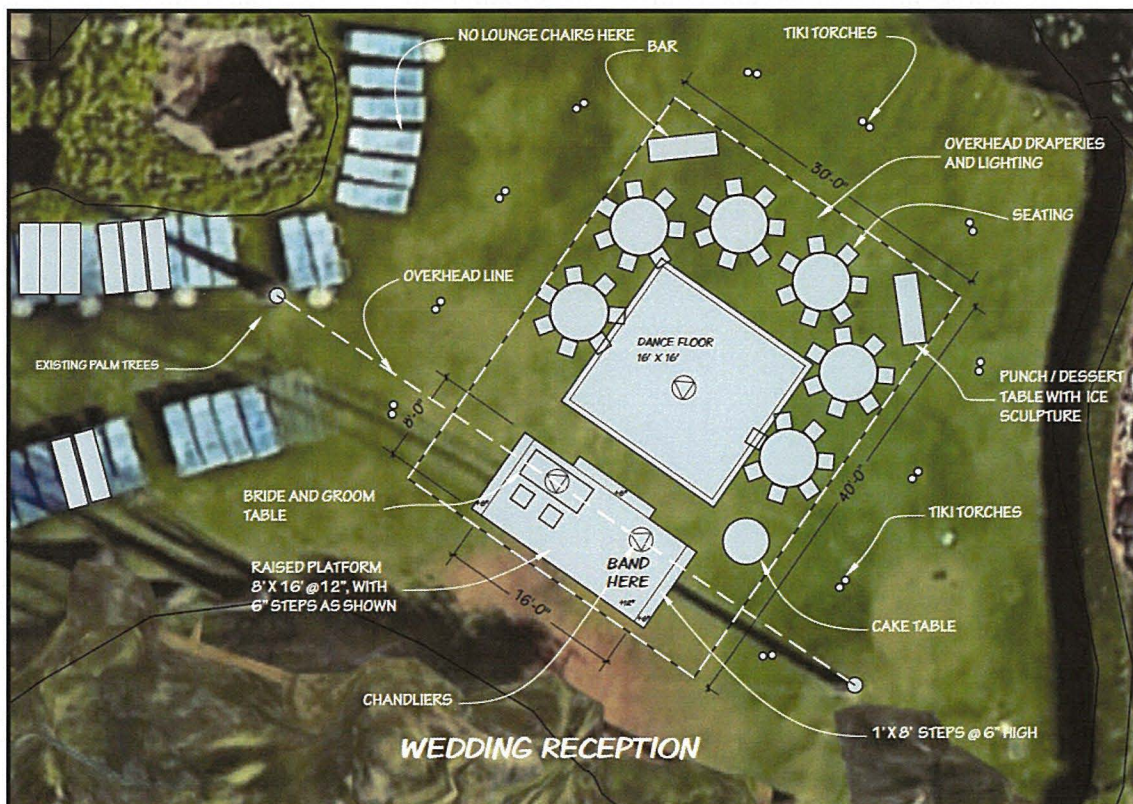 NO LOUNGE CHAIRS HERE
BAR
TIKI TORCHES
OVERHEAD DRAPERIES
AND LIGHTING
30'-0"
SEATING
OVERHEAD LINE
EXISTING PALM TREES
DANCE FLOOR
16' X 16'
PUNCH / DESSERT
TABLE WITH ICE
SCULPTURE
8'-0"
40'-0"
BRIDE AND GROOM
TABLE
TIKI TORCHES
RAISED PLATFORM
8' X 16' @ 12", WITH
6" STEPS AS SHOWN
BAND
HERE
+12"
16'-0"
CAKE TABLE
CHANDLIERS
1' X 8' STEPS @ 6" HIGH
WEDDING RECEPTION